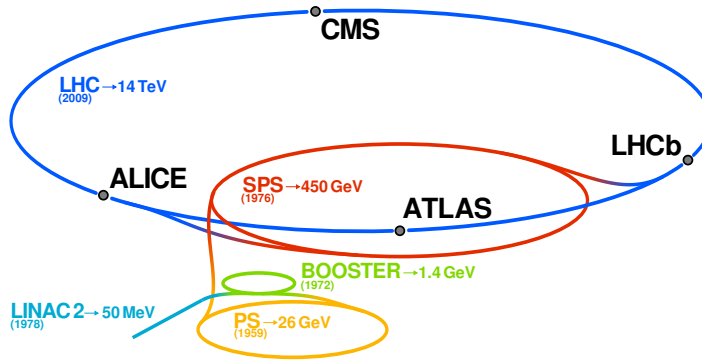 CMS
LHC→14 TeV
(2009)
LHCb
ALICE
SPS→450 GeV
(1976)
ATLAS
BOOSTER→1.4 GeV
(1972)
LINAC 2→50 MeV
(1978)
PS→26 GeV
(1959)